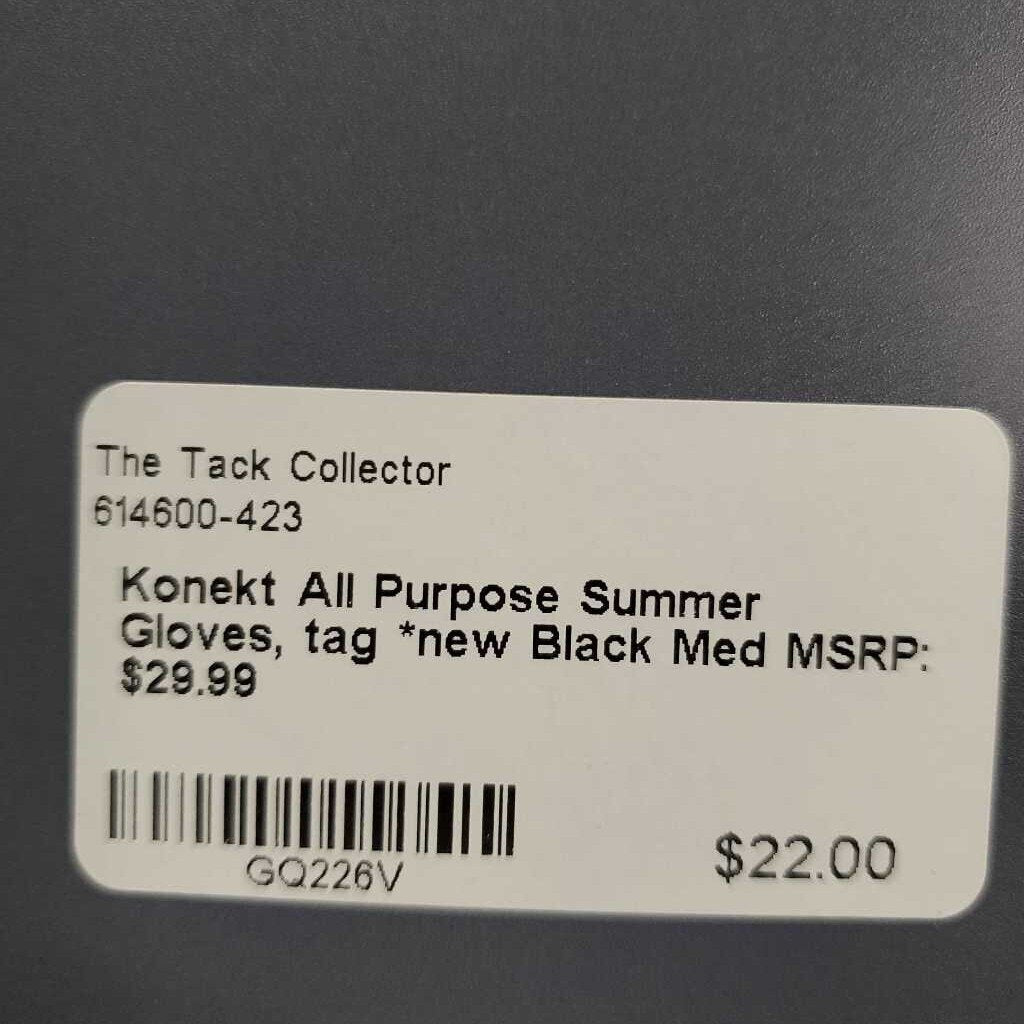 The Tack Collector
614600-423
Konekt All Purpose Summer
Gloves, tag *new Black Med MSRP:
$29.99
GQ226V
$22.00